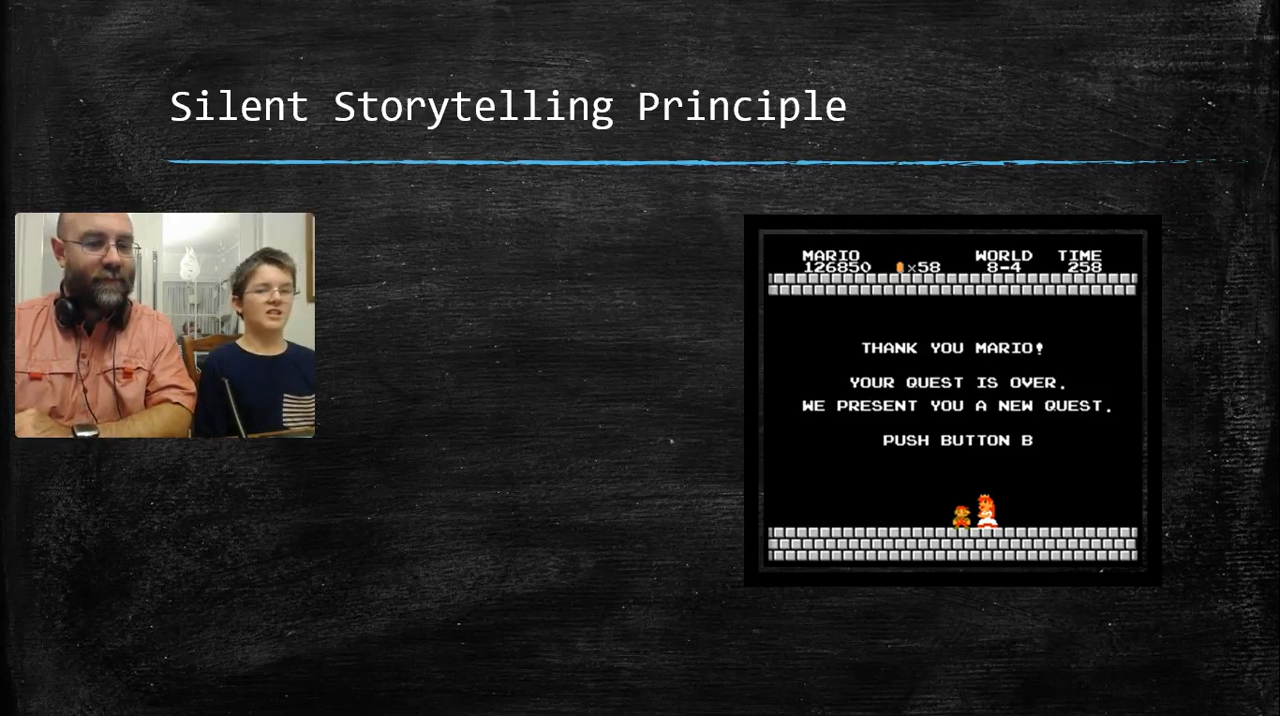 Silent Storytelling Principle
MARIO WORLD TIME
126850 x58 8-4 258
THANK YOU MARIO!
YOUR QUEST IS OVER.
WE PRESENT YOU A NEW QUEST.
PUSH BUTTON B